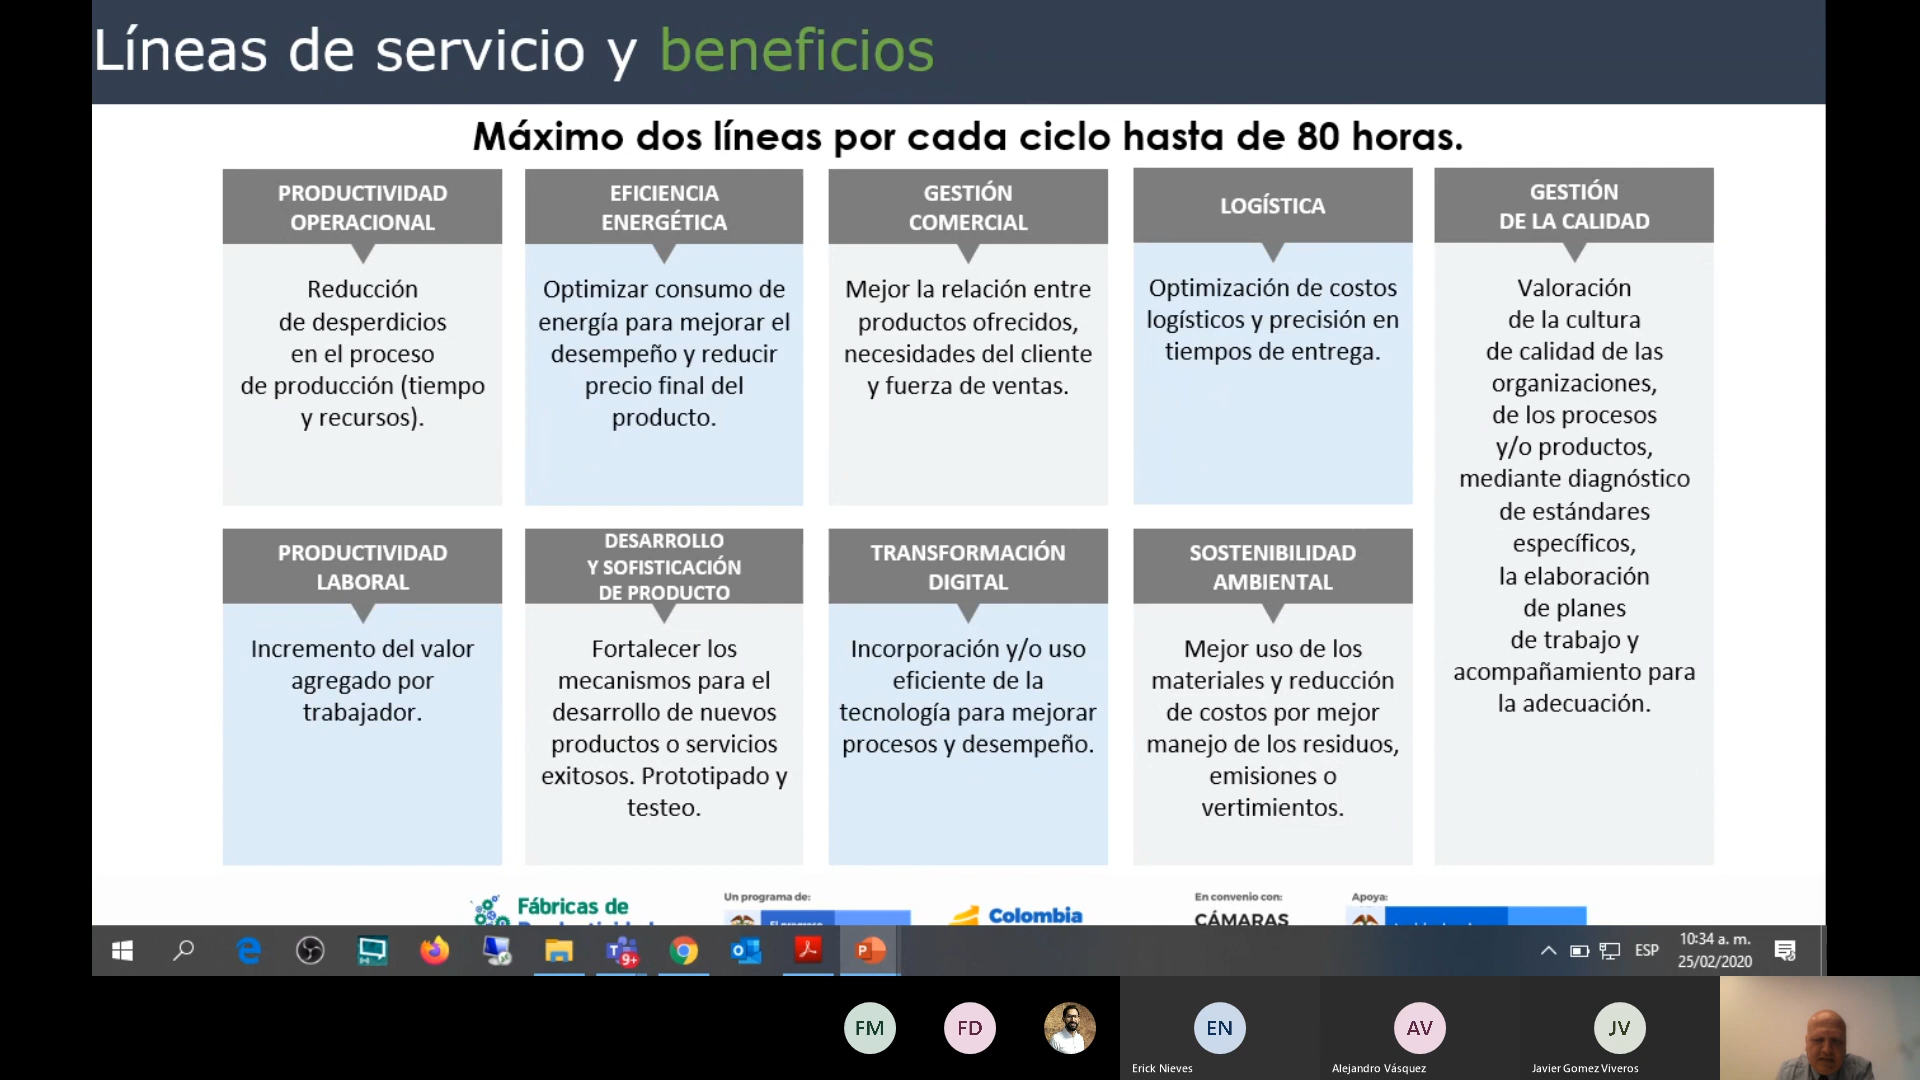 Líneas de servicio y beneficios
Máximo dos líneas por cada ciclo hasta de 80 horas.
PRODUCTIVIDAD
OPERACIONAL
Reducción
de desperdicios
en el proceso
de producción (tiempo
y recursos).
EFICIENCIA
ENERGÉTICA
Optimizar consumo de
energía para mejorar el
desempeño y reducir
precio final del
producto.
GESTIÓN
COMERCIAL
Mejor la relación entre
productos ofrecidos,
necesidades del cliente
y fuerza de ventas.
LOGÍSTICA
Optimización de costos
logísticos y precisión en
tiempos de entrega.
GESTIÓN
DE LA CALIDAD
Valoración
de la cultura
de calidad de las
organizaciones,
de los procesos
y/o productos,
mediante diagnóstico
de estándares
específicos,
la elaboración
de planes
de trabajo y
acompañamiento para
la adecuación.
PRODUCTIVIDAD
LABORAL
Incremento del valor
agregado por
trabajador.
DESARROLLO
Y SOFISTICACIÓN
DE PRODUCTO
Fortalecer los
mecanismos para el
desarrollo de nuevos
productos o servicios
exitosos. Prototipado y
testeo.
TRANSFORMACIÓN
DIGITAL
Incorporación y/o uso
eficiente de la
tecnología para mejorar
procesos y desempeño.
SOSTENIBILIDAD
AMBIENTAL
Mejor uso de los
materiales y reducción
de costos por mejor
manejo de los residuos,
emisiones o
vertimientos.
Fábricas de
Un programa de:
Colombia
En convenio con:
CÁMARAS
Apoya:
9+
ESP
10:34 a. m.
25/02/2020
FM
FD
EN
Erick Nieves
AV
Alejandro Vásquez
JV
Javier Gomez Viveros